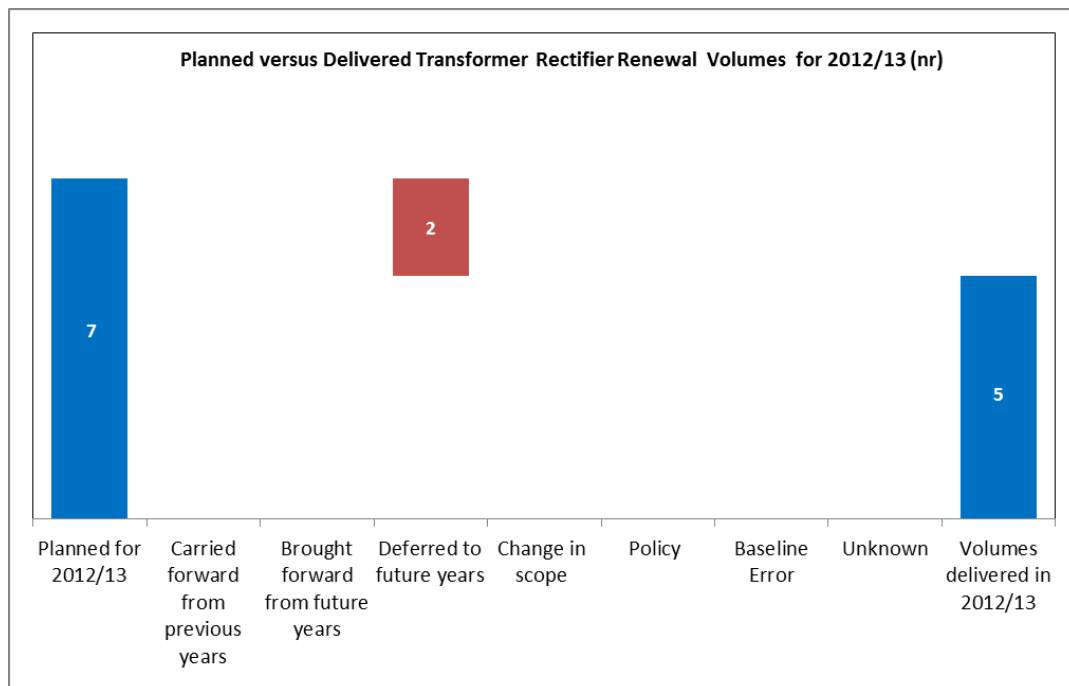 Planned versus Delivered Transformer Rectifier Renewal Volumes for 2012/13 (nr)
7
2
5
Planned for
2012/13
Carried
forward
from
previous
years
Brought
forward
from future
years
Deferred to
future years
Change in
scope
Policy
Baseline
Error
Unknown
Volumes
delivered in
2012/13